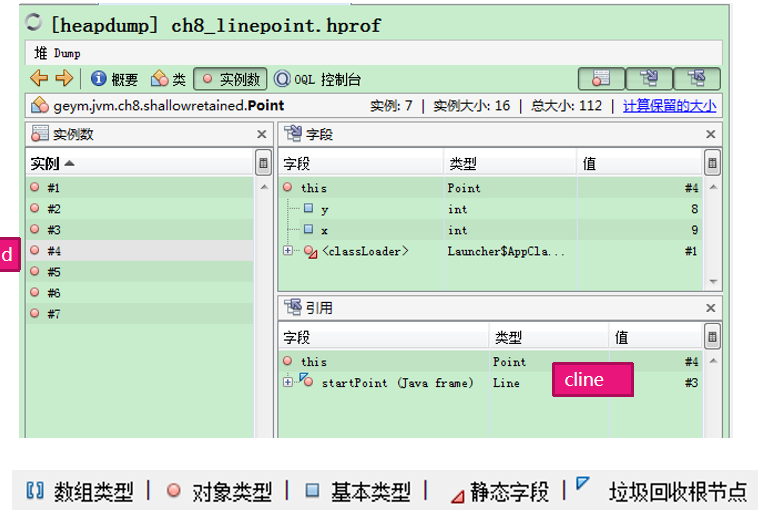 [heapdump] ch8_linepoint.hprof
堆 Dump
概要 类 实例数 OQL 控制台
geym.jvm.ch8.shallowretained.Point 实例: 7 | 实例大小: 16 | 总大小: 112 | 计算保留的大小
实例数
实例
#1
#2
#3
#4
#5
#6
#7
d
字段
字段 类型 值
this Point #4
y int 8
x int 9
<classLoader> Launcher$AppCla... #1
引用
字段 类型 值
this Point #4
startPoint (Java frame) Line #3
cline
数组类型 | 对象类型 | 基本类型 | 静态字段 | 垃圾回收根节点